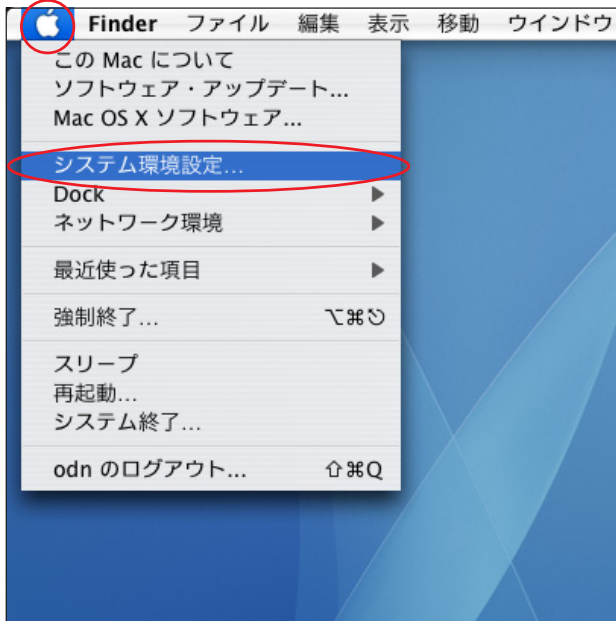 Finder ファイル 編集 表示 移動 ウインドウ
この Mac について
ソフトウェア・アップデート...
Mac OS X ソフトウェア...
システム環境設定...
Dock
ネットワーク環境
最近使った項目
強制終了... ⌥⌘⎋
スリープ
再起動...
システム終了...
odn のログアウト... ⇧⌘Q